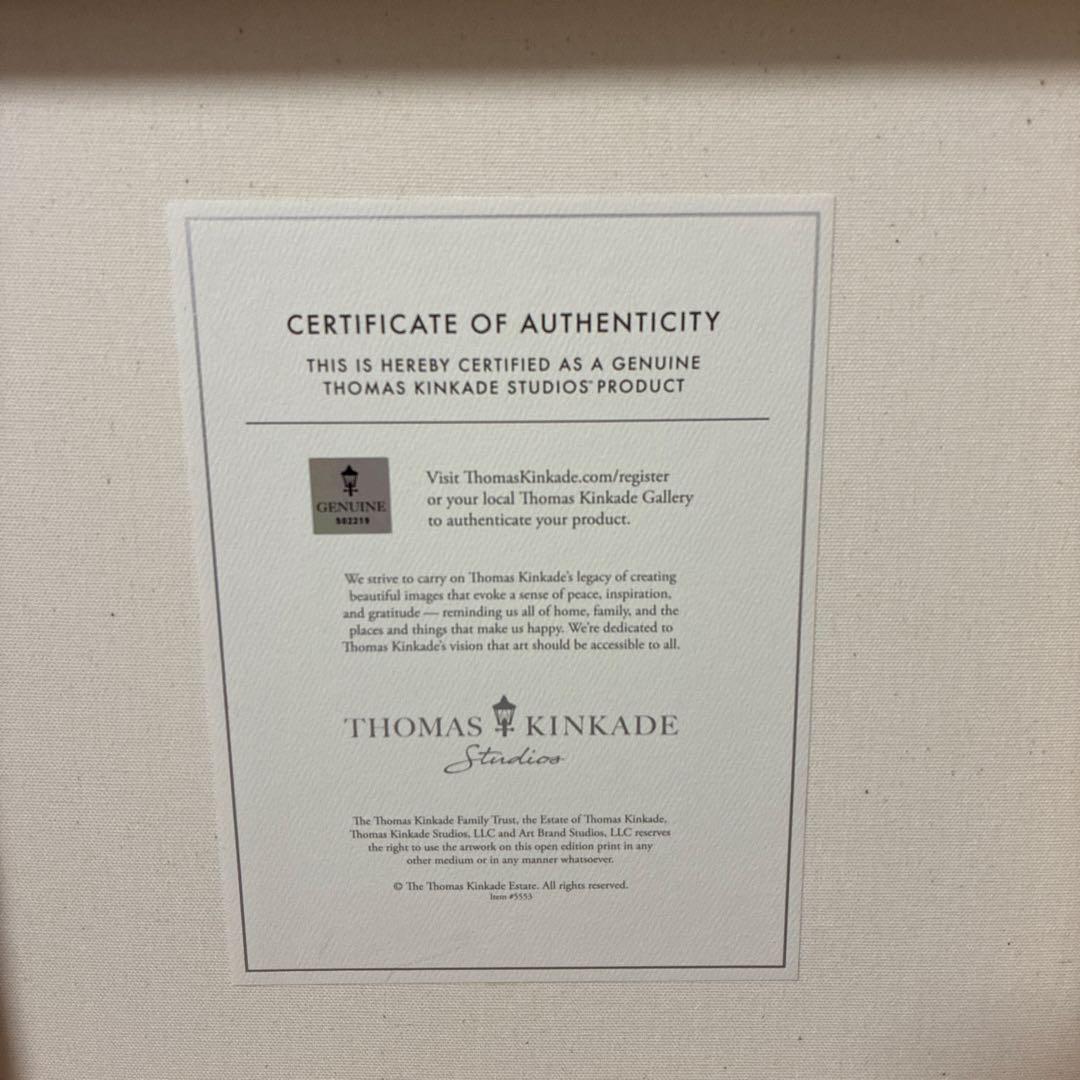 CERTIFICATE OF AUTHENTICITY
THIS IS HEREBY CERTIFIED AS A GENUINE
THOMAS KINKADE STUDIOS™ PRODUCT
GENUINE
502219
Visit ThomasKinkade.com/register
or your local Thomas Kinkade Gallery
to authenticate your product.
We strive to carry on Thomas Kinkade's legacy of creating
beautiful images that evoke a sense of peace, inspiration,
and gratitude — reminding us all of home, family, and the
places and things that make us happy. We're dedicated to
Thomas Kinkade's vision that art should be accessible to all.
THOMAS KINKADE
Studios
The Thomas Kinkade Family Trust, the Estate of Thomas Kinkade,
Thomas Kinkade Studios, LLC and Art Brand Studios, LLC reserves
the right to use the artwork on this open edition print in any
other medium or in any manner whatsoever.
© The Thomas Kinkade Estate. All rights reserved.
Item #5553